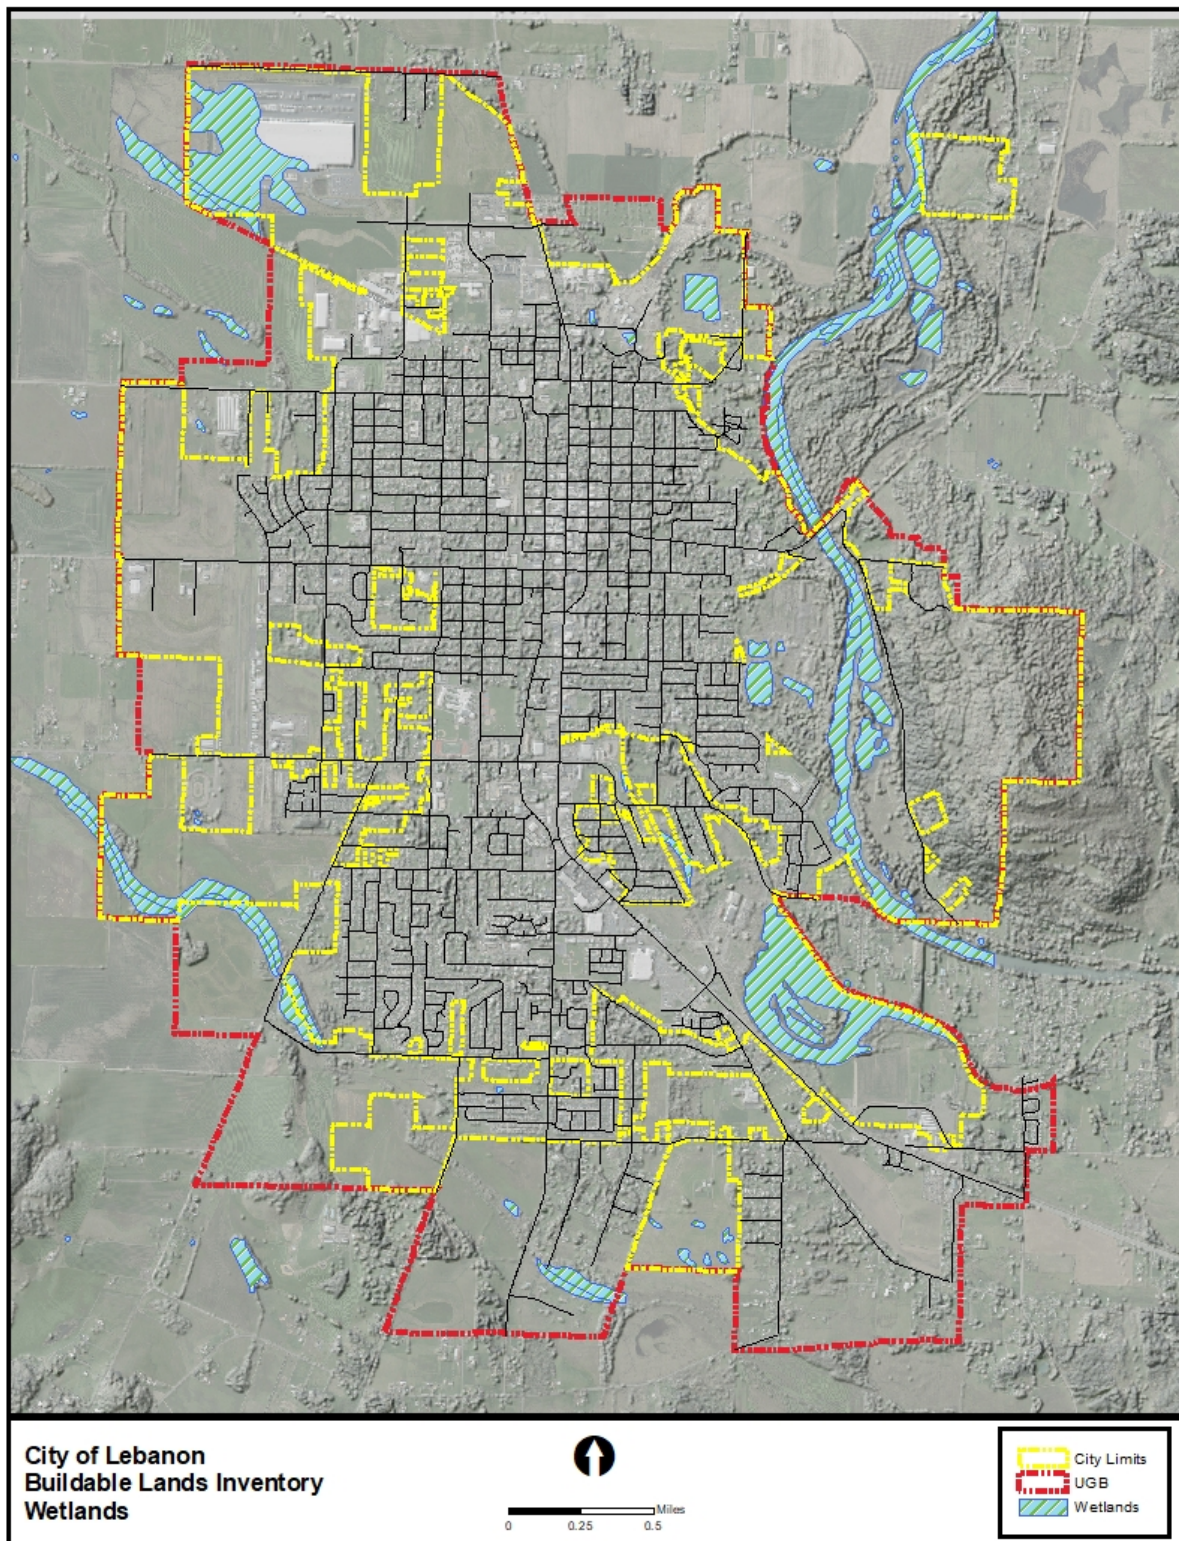 City of Lebanon
Buildable Lands Inventory
Wetlands
Miles
0 0.25 0.5
City Limits
UGB
Wetlands